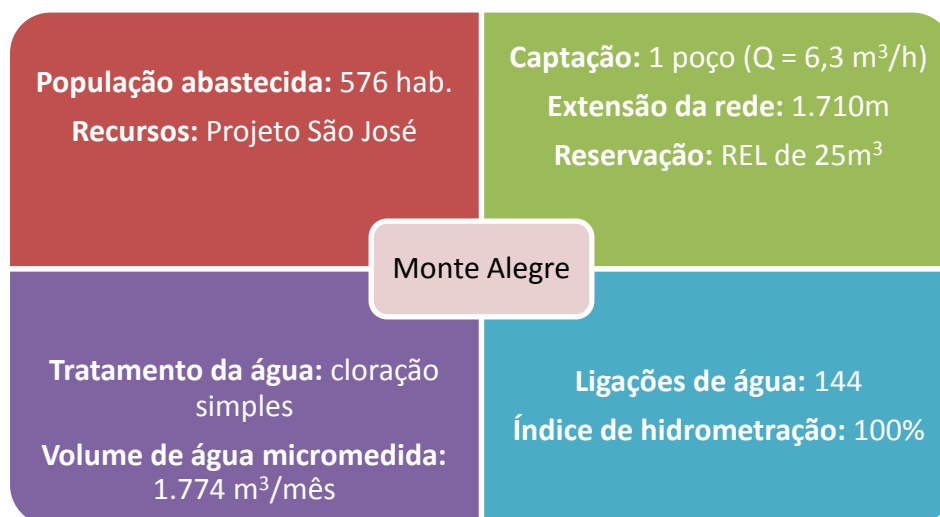 População abastecida: 576 hab.
Recursos: Projeto São José
Captação: 1 poço (Q = 6,3 m³/h)
Extensão da rede: 1.710m
Reservação: REL de 25m³
Monte Alegre
Tratamento da água: cloração
simples
Volume de água micromedida:
1.774 m³/mês
Ligações de água: 144
Índice de hidrometração: 100%